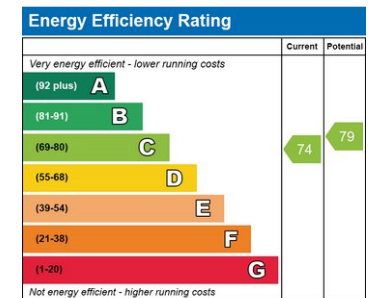 Energy Efficiency Rating
Current Potential
Very energy efficient - lower running costs
(92 plus) A
(81-91) B
(69-80) C
(55-68) D
(39-54) E
(21-38) F
(1-20) G
74
79
Not energy efficient - higher running costs